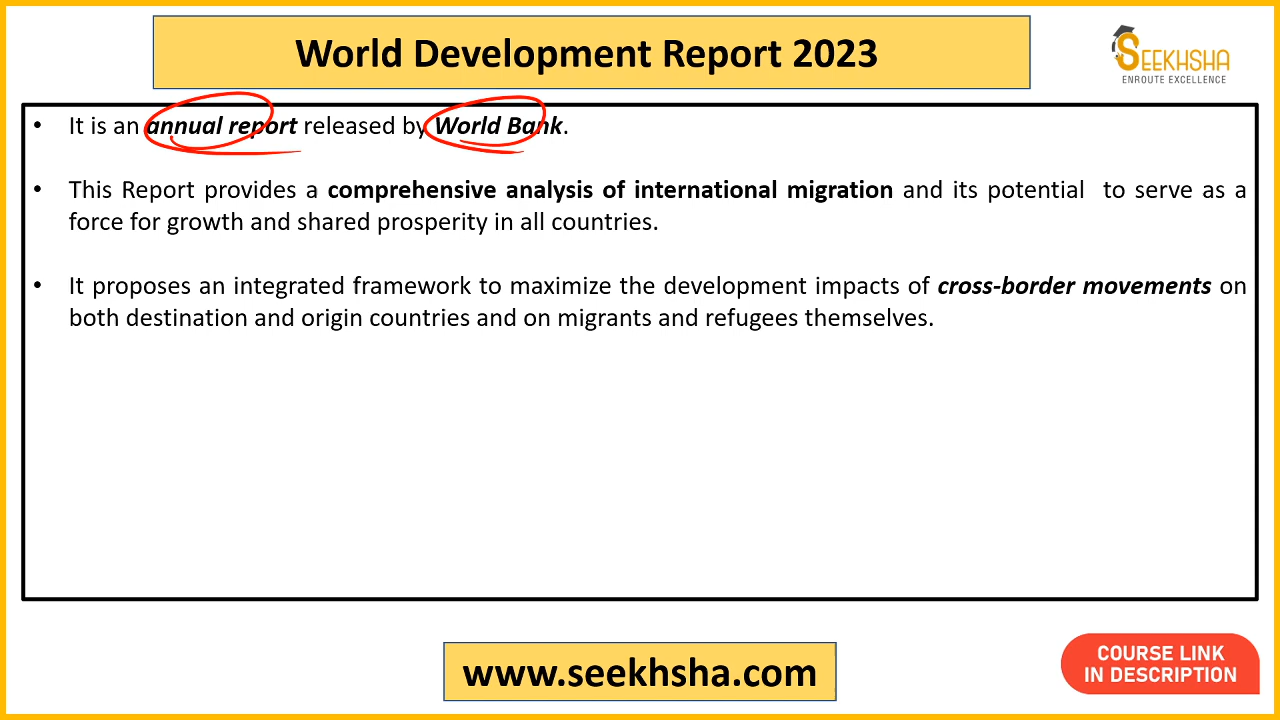 World Development Report 2023
SEEKHSHA
ENROUTE EXCELLENCE
• It is an annual report released by World Bank.
• This Report provides a comprehensive analysis of international migration and its potential to serve as a
force for growth and shared prosperity in all countries.
• It proposes an integrated framework to maximize the development impacts of cross-border movements on
both destination and origin countries and on migrants and refugees themselves.
www.seekhsha.com
COURSE LINK
IN DESCRIPTION